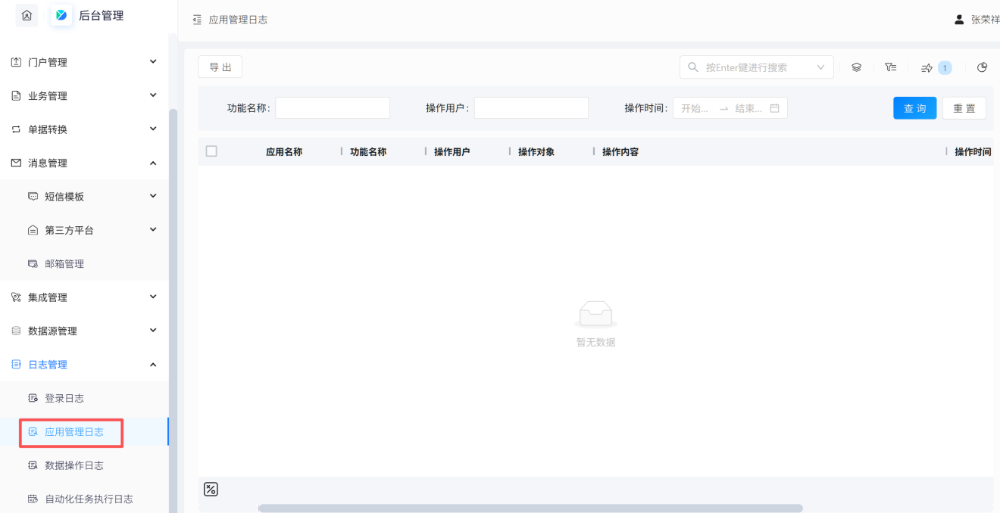 后台管理
应用管理日志
张荣祥
门户管理
业务管理
单据转换
消息管理
短信模板
第三方平台
邮箱管理
集成管理
数据源管理
日志管理
登录日志
应用管理日志
数据操作日志
自动化任务执行日志
导 出
按Enter键进行搜索
1
功能名称:
操作用户:
操作时间: 开始... 结束...
查 询
重 置
应用名称 功能名称 操作用户 操作对象 操作内容 操作时间
暂无数据